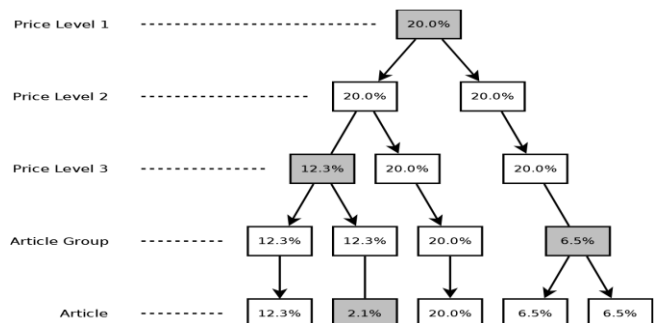 Price Level 1 20.0%
Price Level 2 20.0% 20.0%
Price Level 3 12.3% 20.0% 20.0%
Article Group 12.3% 12.3% 20.0% 6.5%
Article 12.3% 2.1% 20.0% 6.5% 6.5%